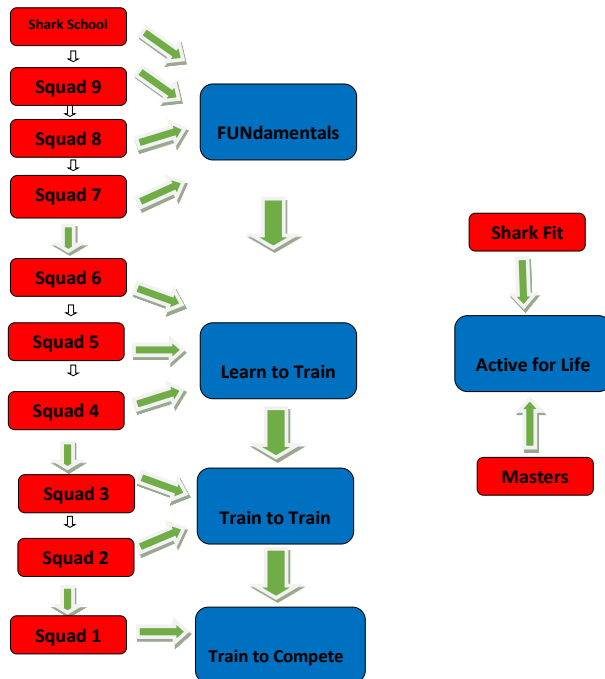 Shark School
Squad 9
Squad 8
FUNdamentals
Squad 7
Shark Fit
Squad 6
Squad 5
Learn to Train
Active for Life
Squad 4
Masters
Squad 3
Train to Train
Squad 2
Squad 1
Train to Compete